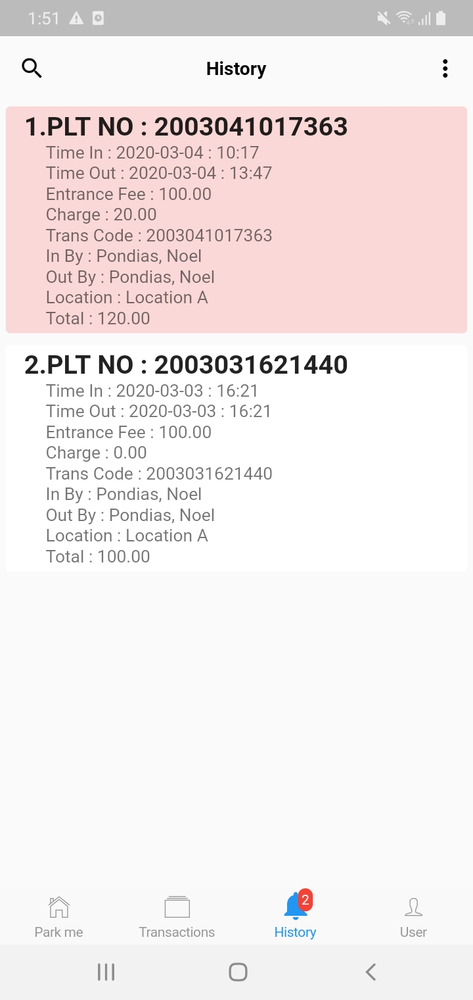 1:51
History
1.PLT NO : 2003041017363
Time In : 2020-03-04 : 10:17
Time Out : 2020-03-04 : 13:47
Entrance Fee : 100.00
Charge : 20.00
Trans Code : 2003041017363
In By : Pondias, Noel
Out By : Pondias, Noel
Location : Location A
Total : 120.00
2.PLT NO : 2003031621440
Time In : 2020-03-03 : 16:21
Time Out : 2020-03-03 : 16:21
Entrance Fee : 100.00
Charge : 0.00
Trans Code : 2003031621440
In By : Pondias, Noel
Out By : Pondias, Noel
Location : Location A
Total : 100.00
2
Park me Transactions History User